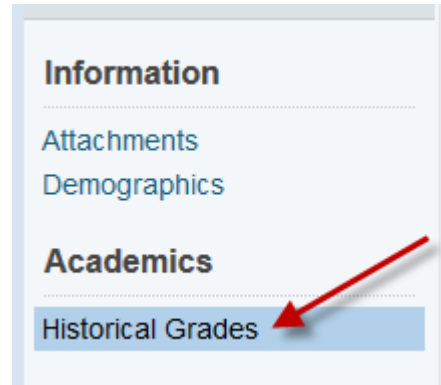 Information
Attachments
Demographics
Academics
Historical Grades